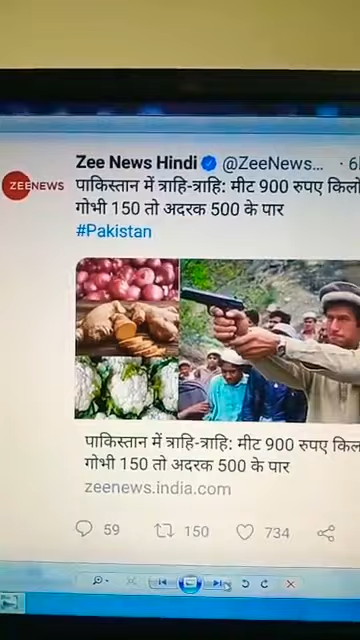 Zee News Hindi @ZeeNews... · 6
ZEENEWS
पाकिस्तान में त्राहि-त्राहि: मीट 900 रुपए किलो
गोभी 150 तो अदरक 500 के पार
#Pakistan
पाकिस्तान में त्राहि-त्राहि: मीट 900 रुपए
गोभी 150 तो अदरक 500 के पार
zeenews.india.com
59 150 734